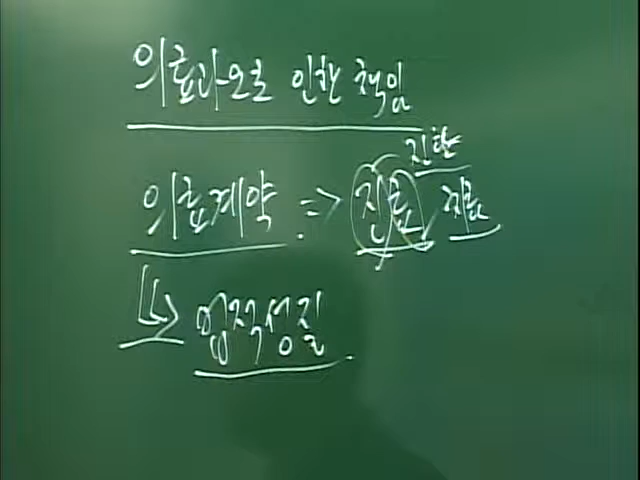 의료과오로 인한 책임
진찰
의료계약 => 진료 치료
↳ 법적성질